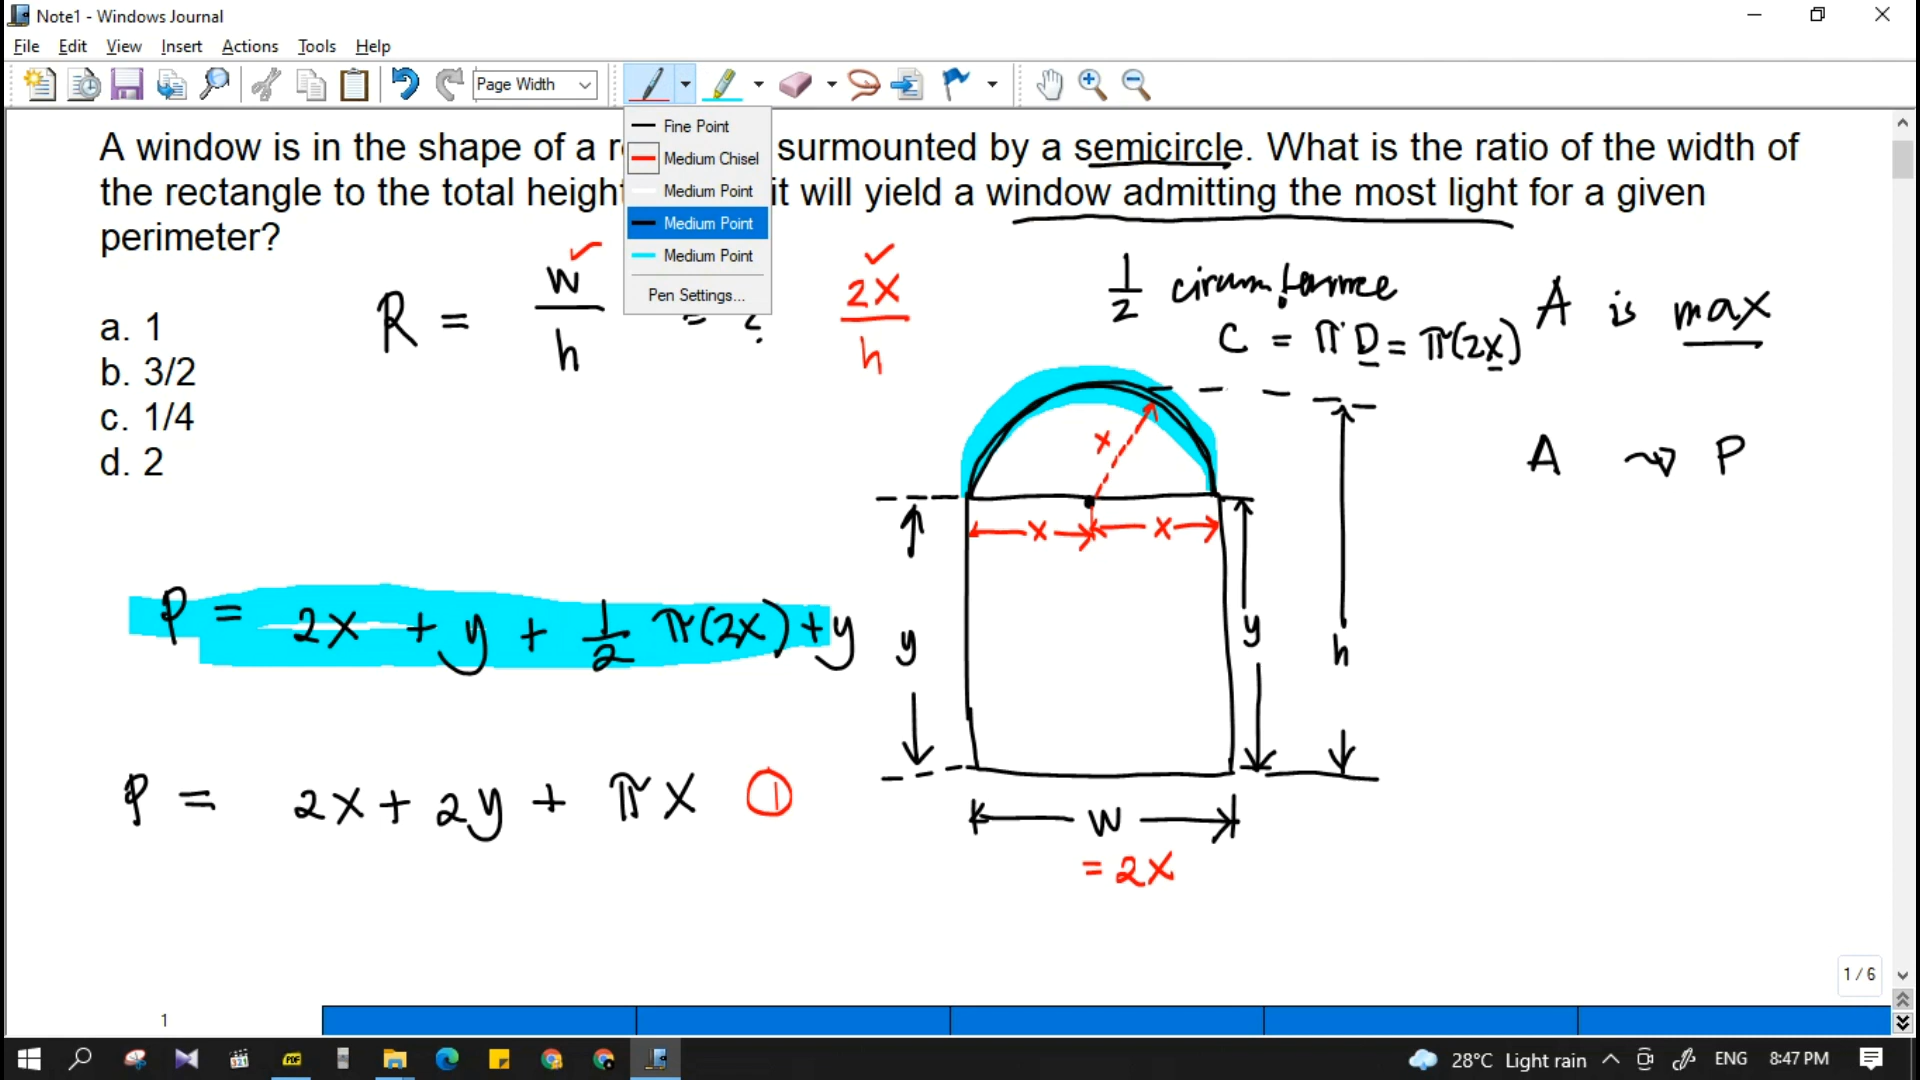 Note1 - Windows Journal
File Edit View Insert Actions Tools Help
Page Width
Fine Point
Medium Chisel
Medium Point
Medium Point
Medium Point
Pen Settings...
A window is in the shape of a r surmounted by a semicircle. What is the ratio of the width of
the rectangle to the total height it will yield a window admitting the most light for a given
perimeter?
a. 1
b. 3/2
c. 1/4
d. 2
R = w/h = ? 2x/h
1/2 circumference
C = πD = π(2x)
A is max
A P
x
x x
y y h
P = 2x + y + 1/2 π(2x) + y
P = 2x + 2y + πx 1
w
= 2x
1 / 6
1
28°C Light rain ENG 8:47 PM